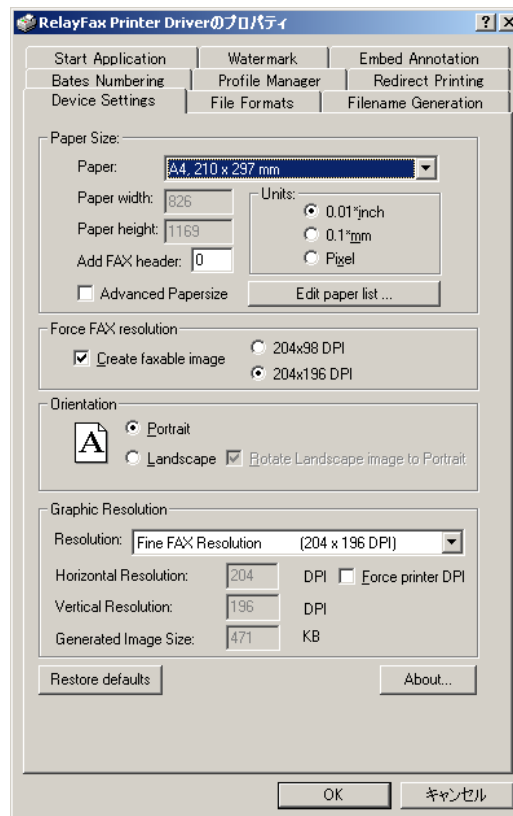 RelayFax Printer Driverのプロパティ
Start Application Watermark Embed Annotation
Bates Numbering Profile Manager Redirect Printing
Device Settings File Formats Filename Generation
Paper Size:
Paper: A4, 210 x 297 mm
Paper width: 826
Units:
0.01*inch
Paper height: 1169
0.1*mm
Add FAX header: 0
Pixel
Advanced Papersize
Edit paper list ...
Force FAX resolution
Create faxable image
204x98 DPI
204x196 DPI
Orientation
A
Portrait
Landscape Rotate Landscape image to Portrait
Graphic Resolution
Resolution: Fine FAX Resolution (204 x 196 DPI)
Horizontal Resolution: 204 DPI Force printer DPI
Vertical Resolution: 196 DPI
Generated Image Size: 471 KB
Restore defaults About...
OK キャンセル